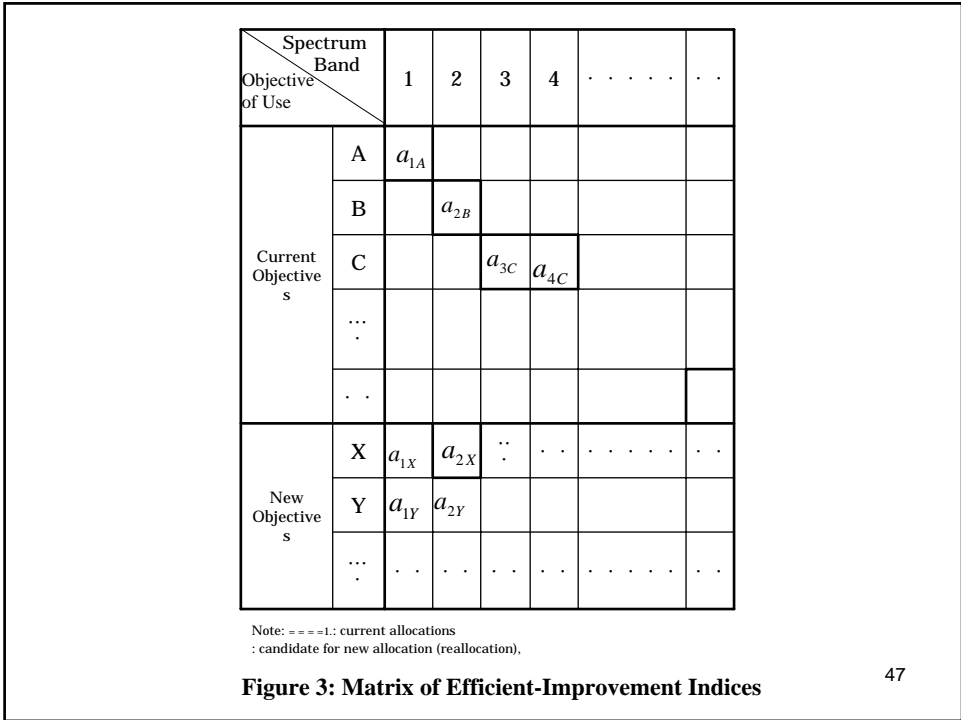 Spectrum
Band
Objective
of Use
1 2 3 4 · · · · · · ·
Current
Objective
s
A a1A
B a2B
C a3C a4C
...
.
· ·
New
Objective
s
X a1X a2X ··
· · · · · · · · · ·
Y a1Y a2Y
...
. · · · · · · · · · · · · · · ·
Note: ====1.: current allocations
: candidate for new allocation (reallocation),
Figure 3: Matrix of Efficient-Improvement Indices
47